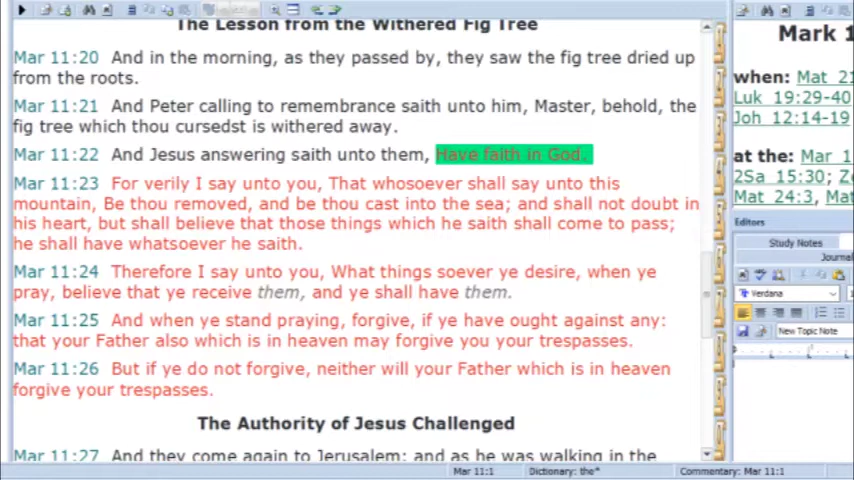 The Lesson from the Withered Fig Tree
Mar 11:20 And in the morning, as they passed by, they saw the fig tree dried up
from the roots.
Mar 11:21 And Peter calling to remembrance saith unto him, Master, behold, the
fig tree which thou cursedst is withered away.
Mar 11:22 And Jesus answering saith unto them, Have faith in God.
Mar 11:23 For verily I say unto you, That whosoever shall say unto this
mountain, Be thou removed, and be thou cast into the sea; and shall not doubt in
his heart, but shall believe that those things which he saith shall come to pass;
he shall have whatsoever he saith.
Mar 11:24 Therefore I say unto you, What things soever ye desire, when ye
pray, believe that ye receive them, and ye shall have them.
Mar 11:25 And when ye stand praying, forgive, if ye have ought against any:
that your Father also which is in heaven may forgive you your trespasses.
Mar 11:26 But if ye do not forgive, neither will your Father which is in heaven
forgive your trespasses.
The Authority of Jesus Challenged
Mar 11:27 And they come again to Jerusalem: and as he was walking in the
Mark 1
when: Mat 21
Luk 19:29-40
Joh 12:14-19
at the: Mar 1
2Sa 15:30; Ze
Mat 24:3, Mat
Editors
Study Notes
Journal
Verdana
New Topic Note
Mar 11:1
Dictionary: the*
Commentary: Mar 11:1